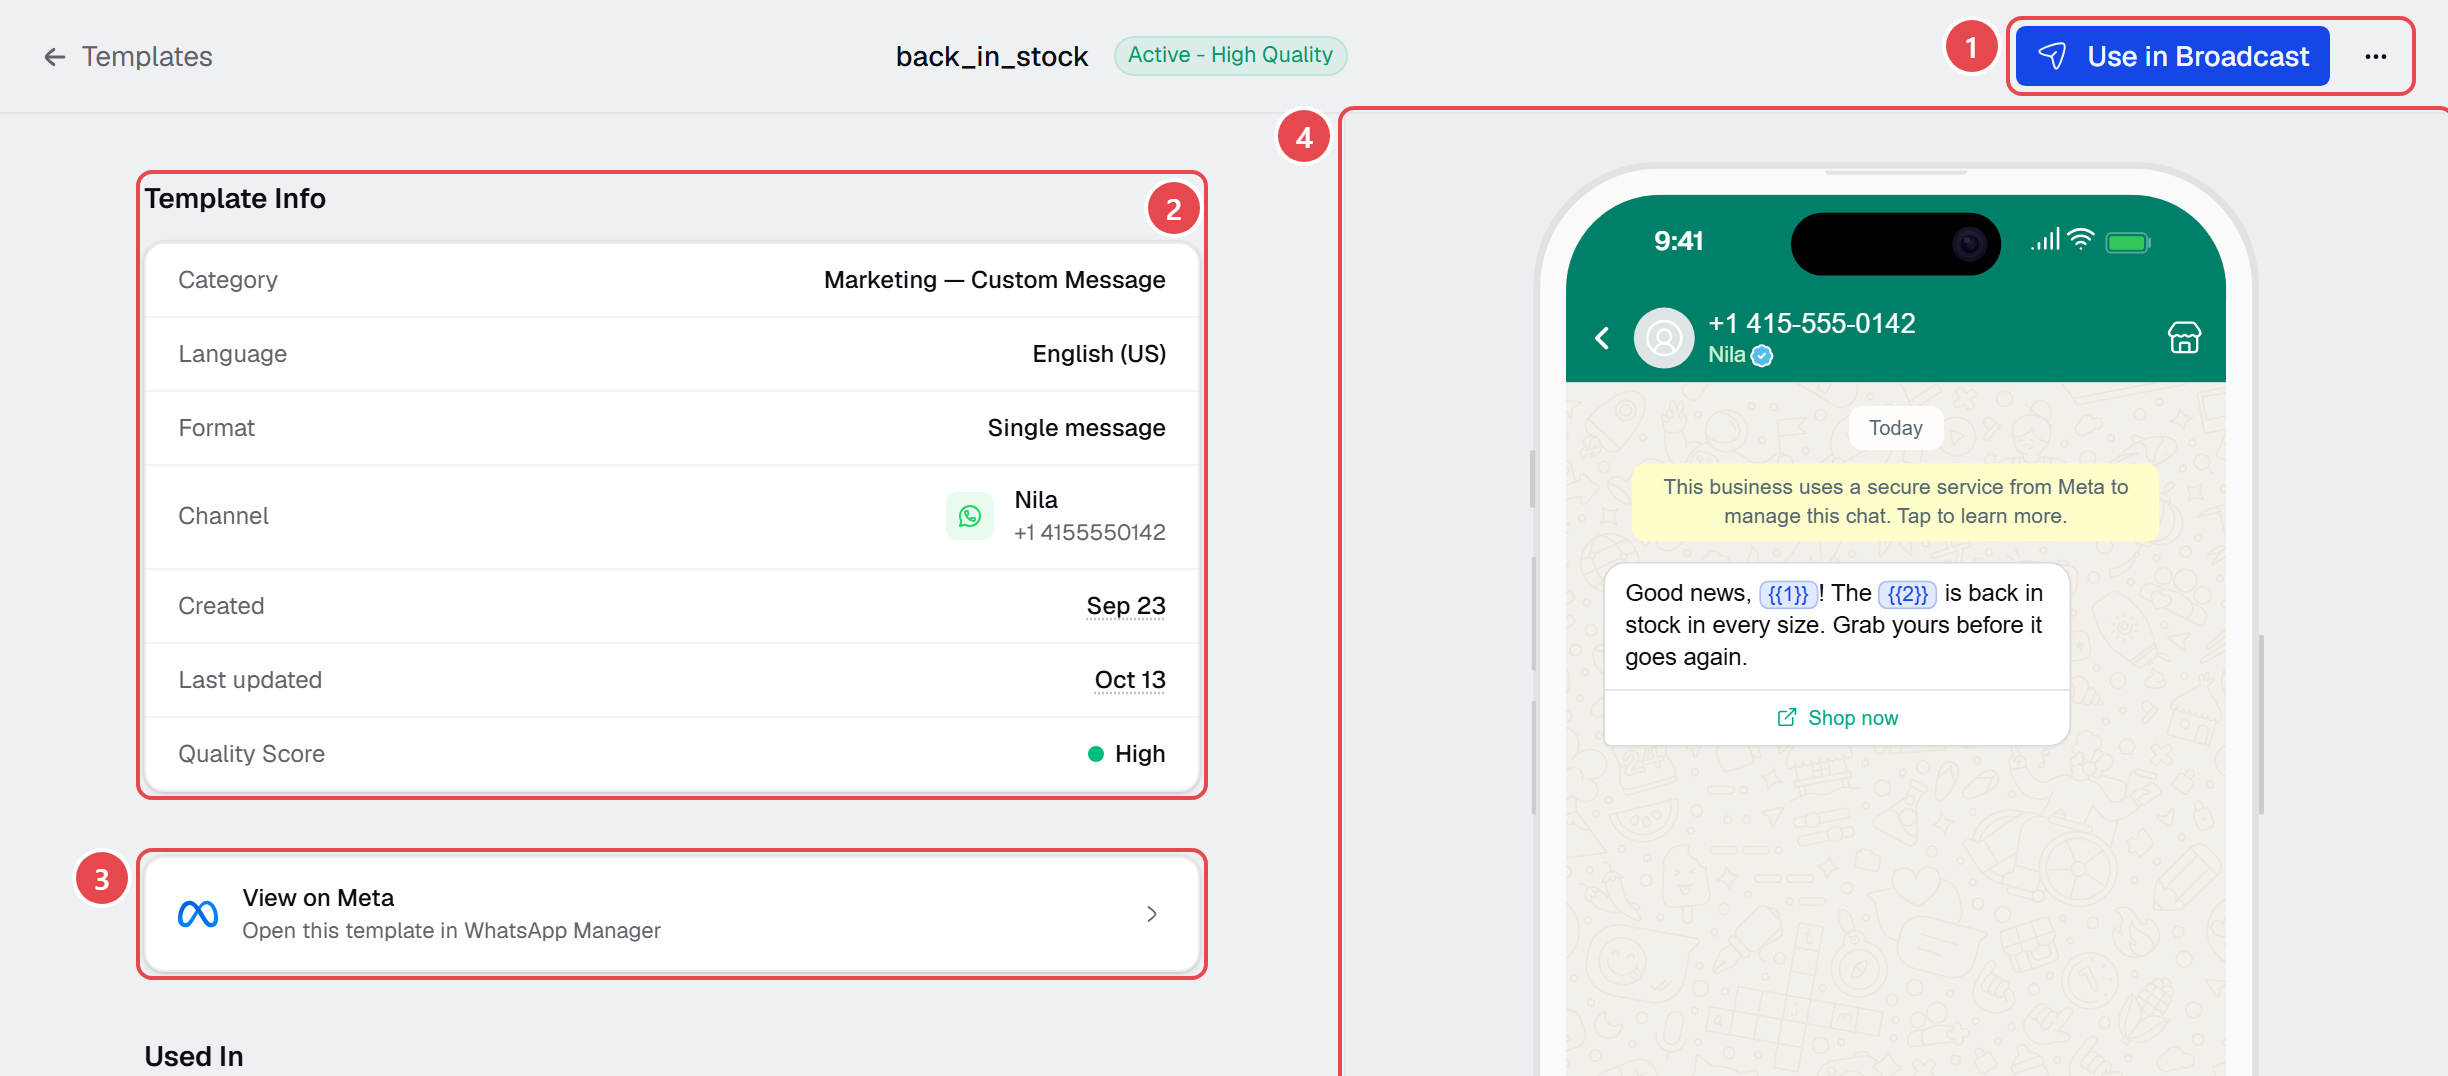 Templates
back_in_stock
Active - High Quality
1
Use in Broadcast
4
Template Info
2
Category
Marketing — Custom Message
Language
English (US)
Format
Single message
Channel
Nila
+1 4155550142
Created
Sep 23
Last updated
Oct 13
Quality Score
High
3
View on Meta
Open this template in WhatsApp Manager
Used In
9:41
+1 415-555-0142
Nila
Today
This business uses a secure service from Meta to
manage this chat. Tap to learn more.
Good news, {{1}}! The {{2}} is back in
stock in every size. Grab yours before it
goes again.
Shop now